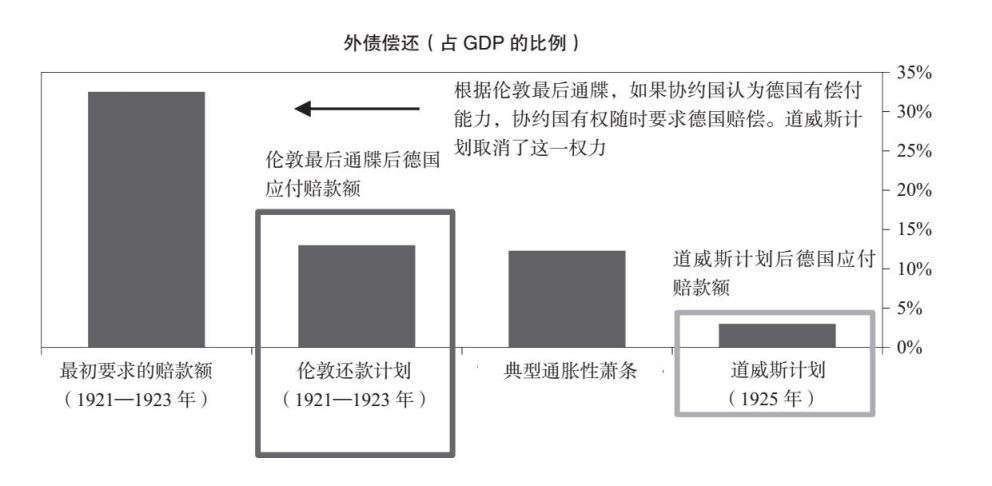 外债偿还（占 GDP 的比例）
35%
30%
25%
20%
15%
10%
5%
0%
根据伦敦最后通牒，如果协约国认为德国有偿付
能力，协约国有权随时要求德国赔偿。道威斯计
划取消了这一权力
伦敦最后通牒后德国
应付赔款额
道威斯计划后德国应付
赔款额
最初要求的赔款额
（1921—1923 年）
伦敦还款计划
（1921—1923 年）
典型通胀性萧条
道威斯计划
（1925 年）